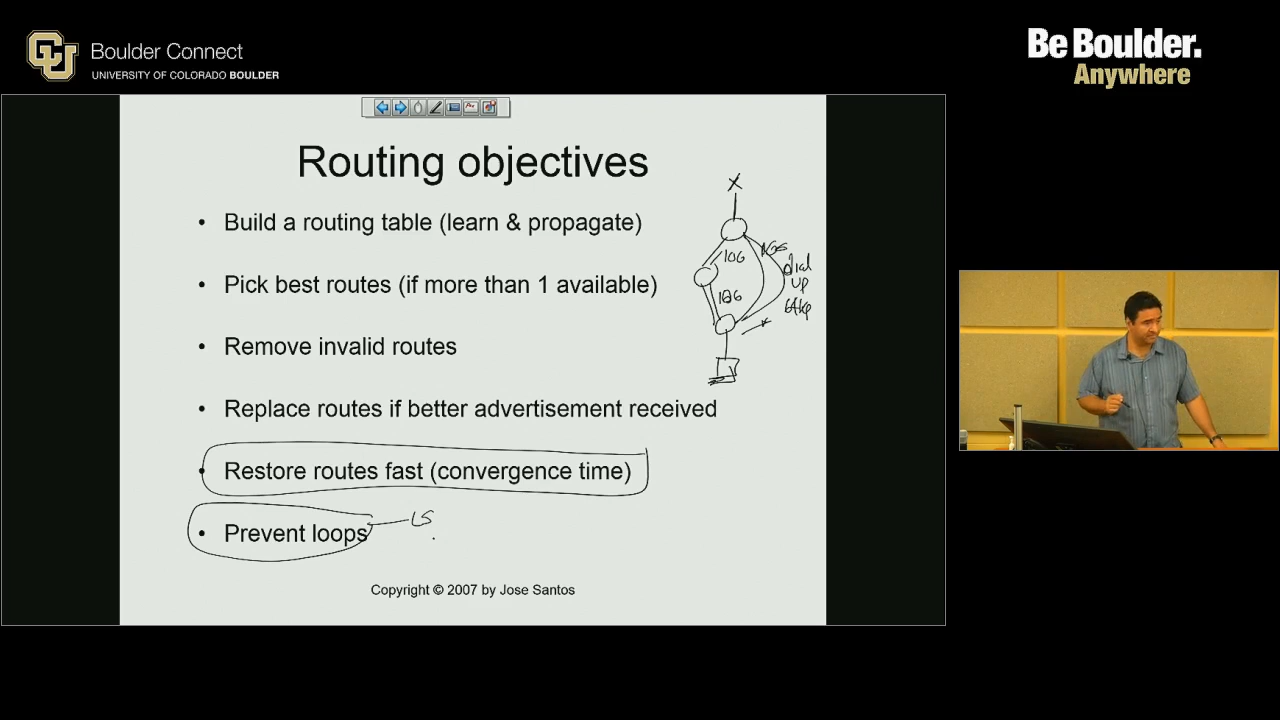 Boulder Connect
UNIVERSITY OF COLORADO BOULDER
Be Boulder.
Anywhere
Routing objectives
• Build a routing table (learn & propagate)
• Pick best routes (if more than 1 available)
• Remove invalid routes
• Replace routes if better advertisement received
• Restore routes fast (convergence time)
• Prevent loops
LS
X
10G
10G
dial
up
Copyright © 2007 by Jose Santos